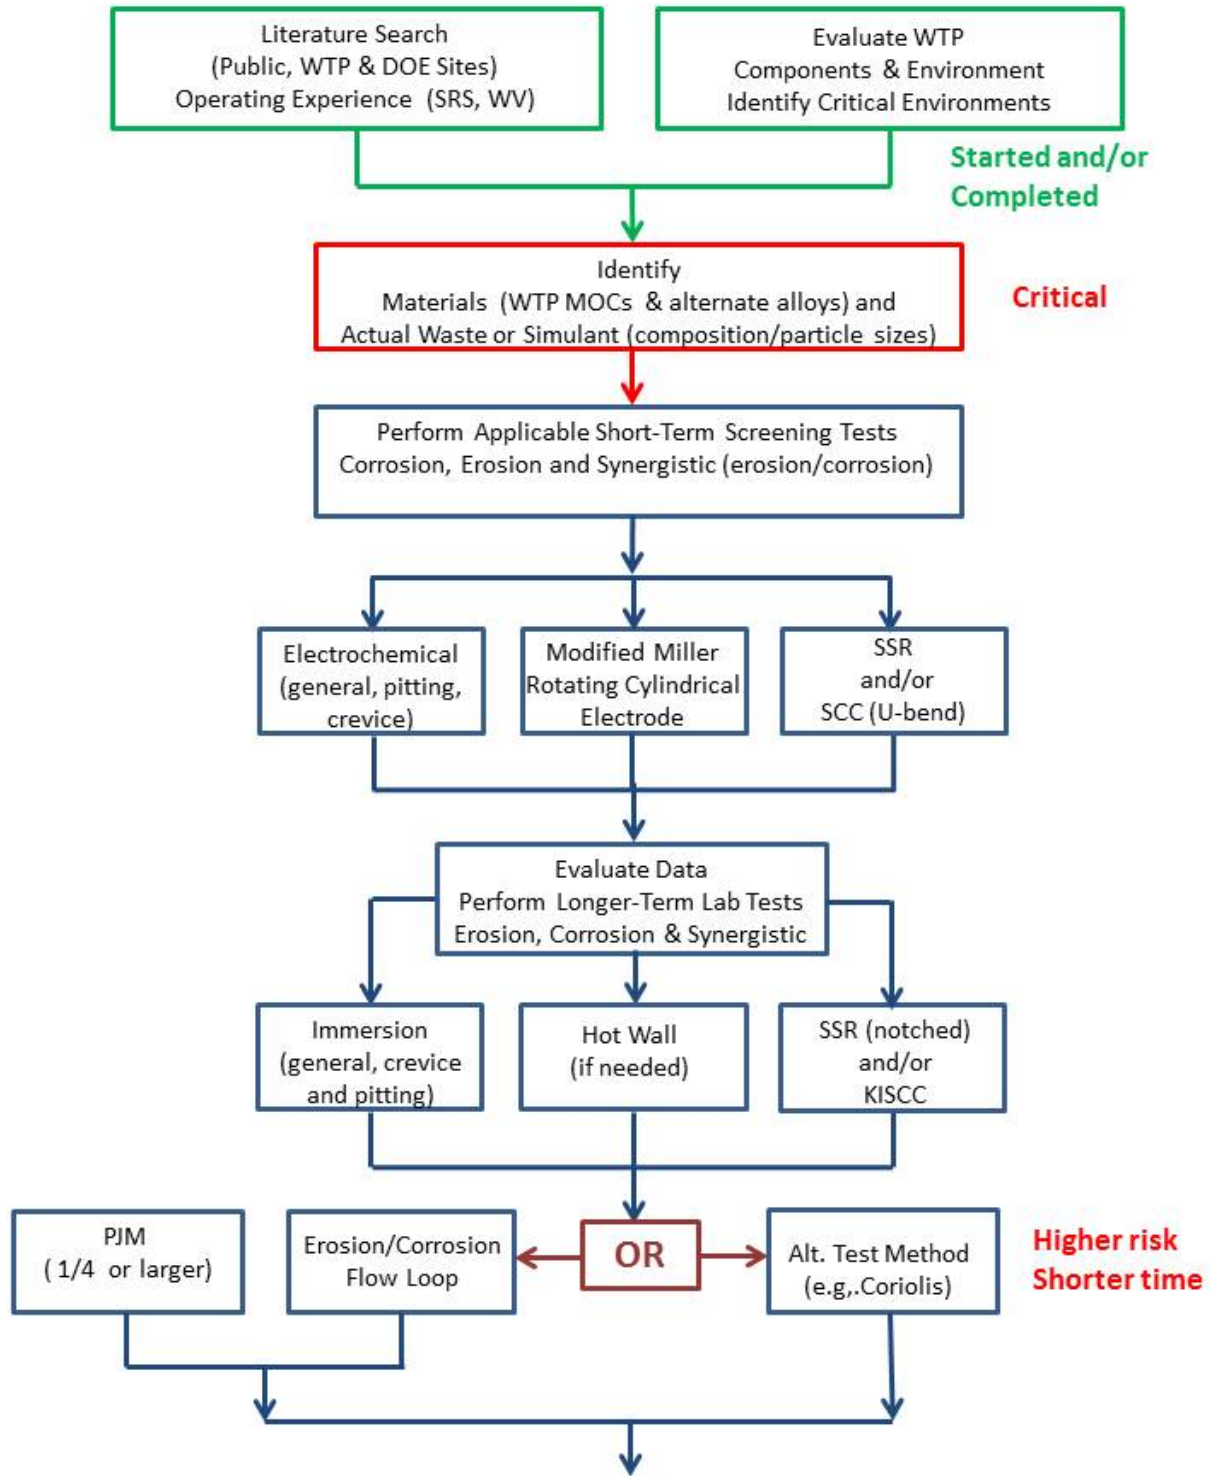 Literature Search
(Public, WTP & DOE Sites)
Operating Experience (SRS, WV)
Evaluate WTP
Components & Environment
Identify Critical Environments
Started and/or
Completed
Identify
Materials (WTP MOCs & alternate alloys) and
Actual Waste or Simulant (composition/particle sizes)
Critical
Perform Applicable Short-Term Screening Tests
Corrosion, Erosion and Synergistic (erosion/corrosion)
Electrochemical
(general, pitting,
crevice)
Modified Miller
Rotating Cylindrical
Electrode
SSR
and/or
SCC (U-bend)
Evaluate Data
Perform Longer-Term Lab Tests
Erosion, Corrosion & Synergistic
Immersion
(general, crevice
and pitting)
Hot Wall
(if needed)
SSR (notched)
and/or
KISCC
PJM
( 1/4 or larger)
Erosion/Corrosion
Flow Loop
OR
Alt. Test Method
(e.g,.Coriolis)
Higher risk
Shorter time